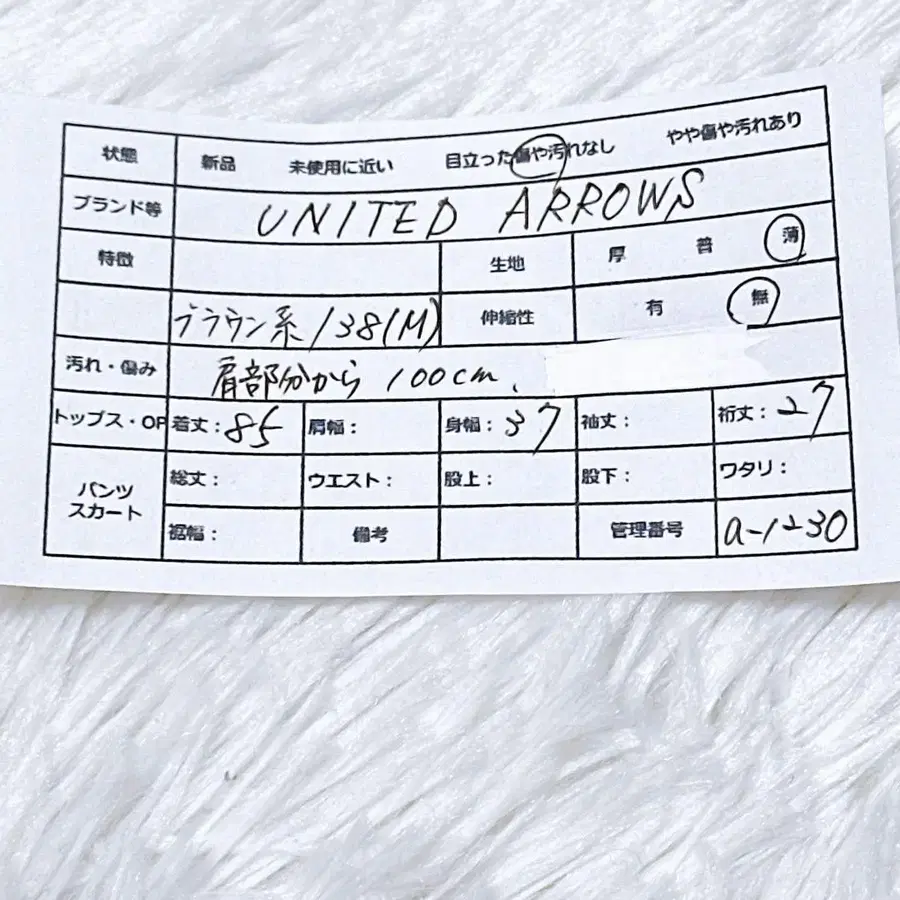 状態 新品 未使用に近い 目立った傷や汚れなし やや傷や汚れあり
ブランド等 UNITED ARROWS
特徴 生地 厚 普 薄
ブラウン系/38(M) 伸縮性 有 無
汚れ・傷み 肩部分から 100cm、
トップス・OP 着丈:85 肩幅: 身幅:37 袖丈: 裄丈:27
パンツ スカート 総丈: ウエスト: 股上: 股下: ワタリ:
裾幅: 備考 管理番号 a-1230